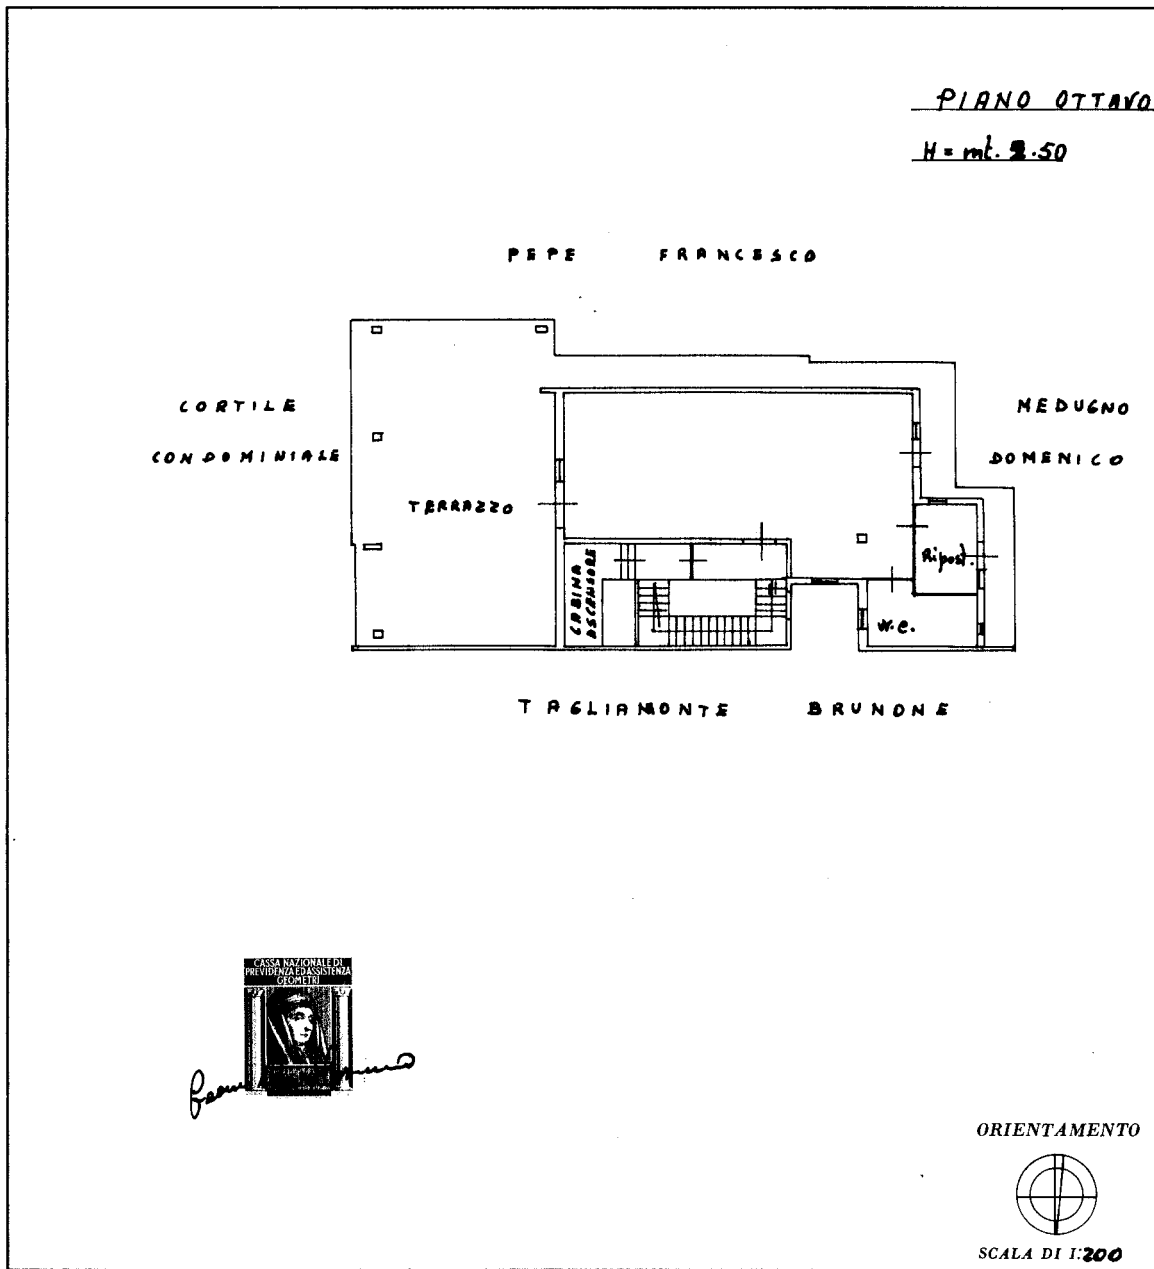 PIANO OTTAVO
H = mt. 2.50
PEPE FRANCESCO
CORTILE
CONDOMINIALE
MEDUGNO
DOMENICO
TERRAZZO
CABINA
ASCENSORE
Ripost.
W.C.
TAGLIAMONTE BRUNONE
CASSA NAZIONALE DI
PREVIDENZA ED ASSISTENZA
GEOMETRI
ORIENTAMENTO
SCALA DI 1:200